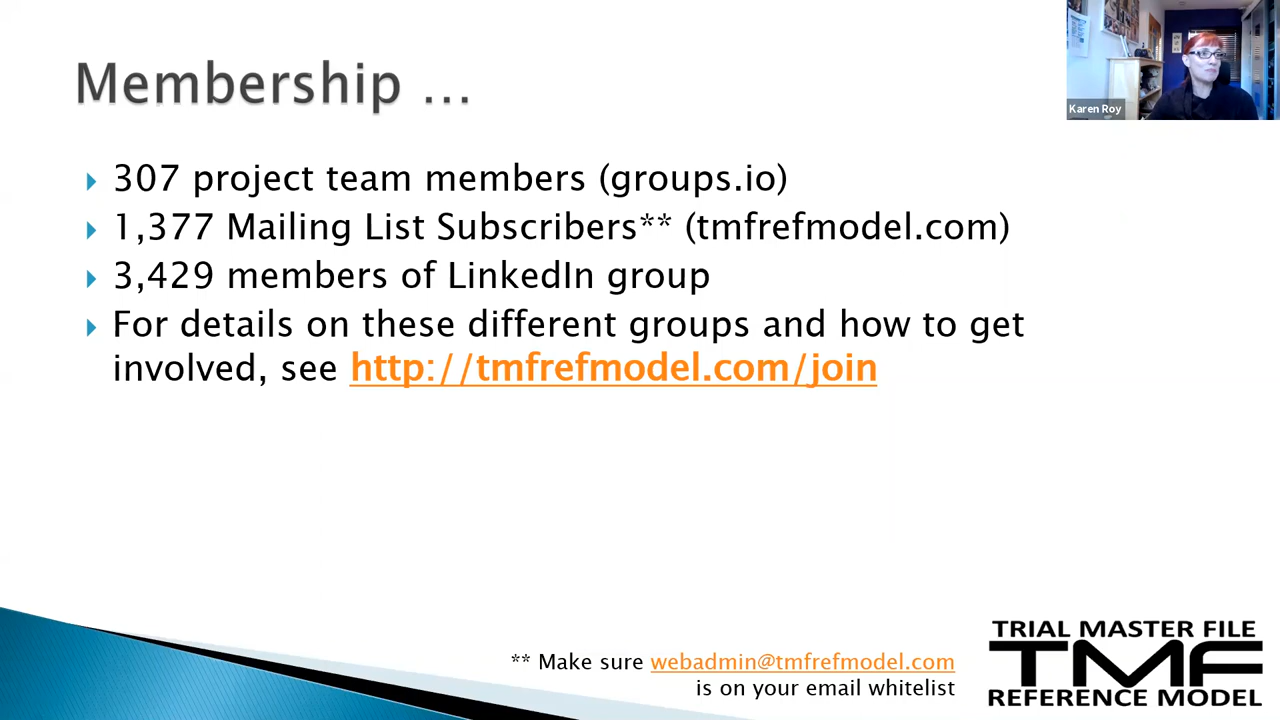 Membership ...
Karen Roy
307 project team members (groups.io)
1,377 Mailing List Subscribers** (tmfrefmodel.com)
3,429 members of LinkedIn group
For details on these different groups and how to get
involved, see http://tmfrefmodel.com/join
** Make sure webadmin@tmfrefmodel.com
is on your email whitelist
TRIAL MASTER FILE
TMF
REFERENCE MODEL